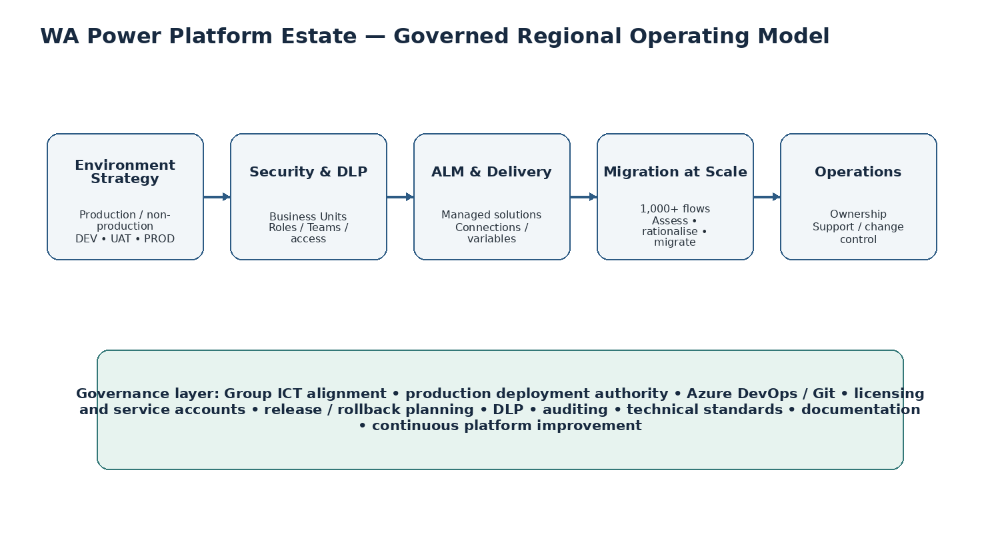 WA Power Platform Estate — Governed Regional Operating Model
Environment
Strategy
Production / non-
production
DEV • UAT • PROD
Security & DLP
Business Units
Roles / Teams /
access
ALM & Delivery
Managed solutions
Connections /
variables
Migration at Scale
1,000+ flows
Assess •
rationalise •
migrate
Operations
Ownership
Support / change
control
Governance layer: Group ICT alignment • production deployment authority • Azure DevOps / Git • licensing
and service accounts • release / rollback planning • DLP • auditing • technical standards • documentation
• continuous platform improvement